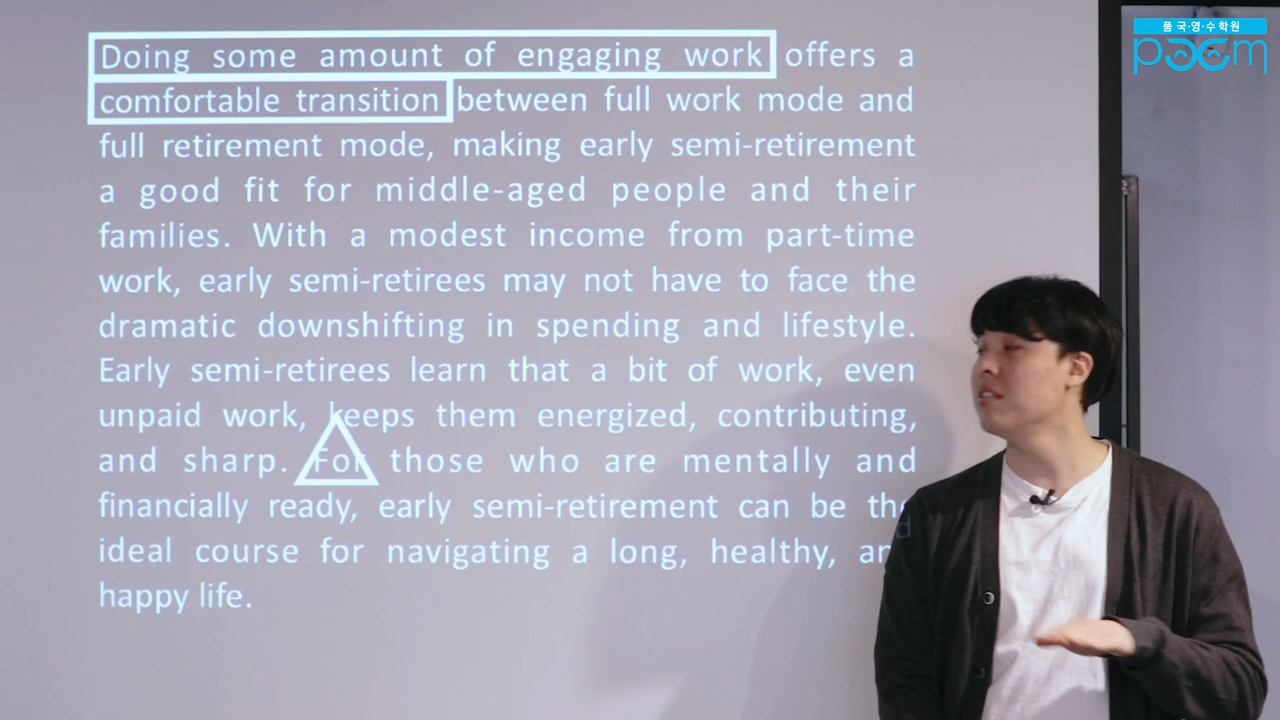 품 국·영·수 학원
poem
Doing some amount of engaging work offers a
comfortable transition between full work mode and
full retirement mode, making early semi-retirement
a good fit for middle-aged people and their
families. With a modest income from part-time
work, early semi-retirees may not have to face the
dramatic downshifting in spending and lifestyle.
Early semi-retirees learn that a bit of work, even
unpaid work, keeps them energized, contributing,
and sharp. For those who are mentally and
financially ready, early semi-retirement can be the
ideal course for navigating a long, healthy, and
happy life.